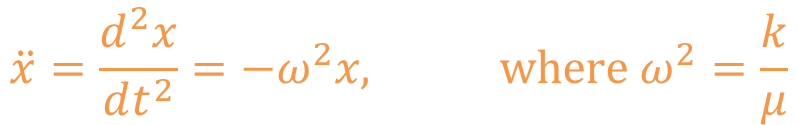 ẍ = d²x/dt² = −ω²x, where ω² = k/μ